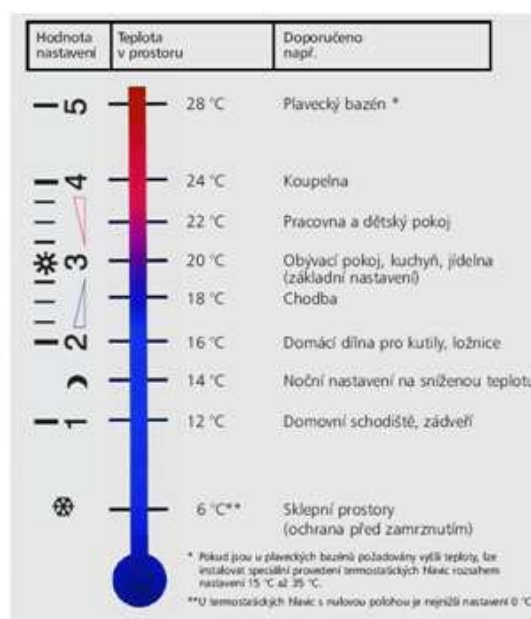 Hodnota nastavení
Teplota v prostoru
Doporučeno např.
5 28 °C Plavecký bazén *
4 24 °C Koupelna
22 °C Pracovna a dětský pokoj
3 20 °C Obývací pokoj, kuchyň, jídelna
(základní nastavení)
18 °C Chodba
2 16 °C Domácí dílna pro kutily, ložnice
14 °C Noční nastavení na sníženou teplotu
1 12 °C Domovní schodiště, zádveří
6 °C** Sklepní prostory
(ochrana před zamrznutím)
* Pokud jsou u plaveckých bazénů požadovány vyšší teploty, lze
instalovat speciální provedení termostatických hlavic rozsahem
nastavení 15 °C až 35 °C.
**U termostatických hlavic s nulovou polohou je nejnižší nastavení 0 °C